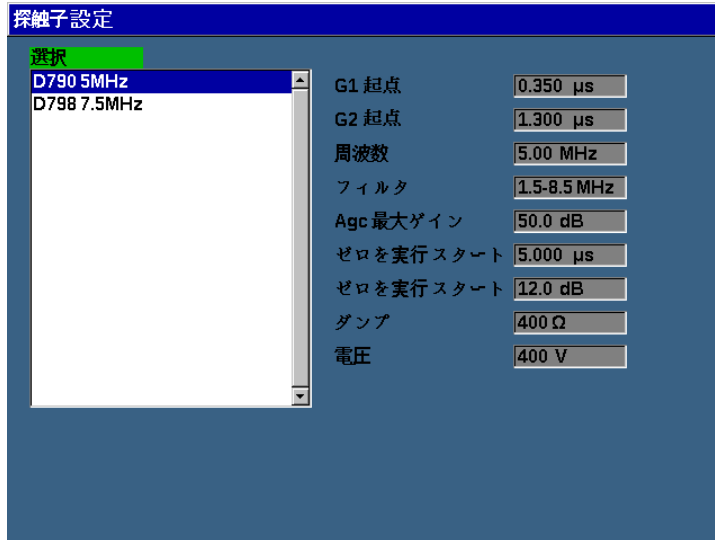 探触子設定
選択
D790 5MHz
D798 7.5MHz
G1 起点 0.350 µs
G2 起点 1.300 µs
周波数 5.00 MHz
フィルタ 1.5-8.5 MHz
Agc 最大ゲイン 50.0 dB
ゼロを実行スタート 5.000 µs
ゼロを実行スタート 12.0 dB
ダンプ 400 Ω
電圧 400 V